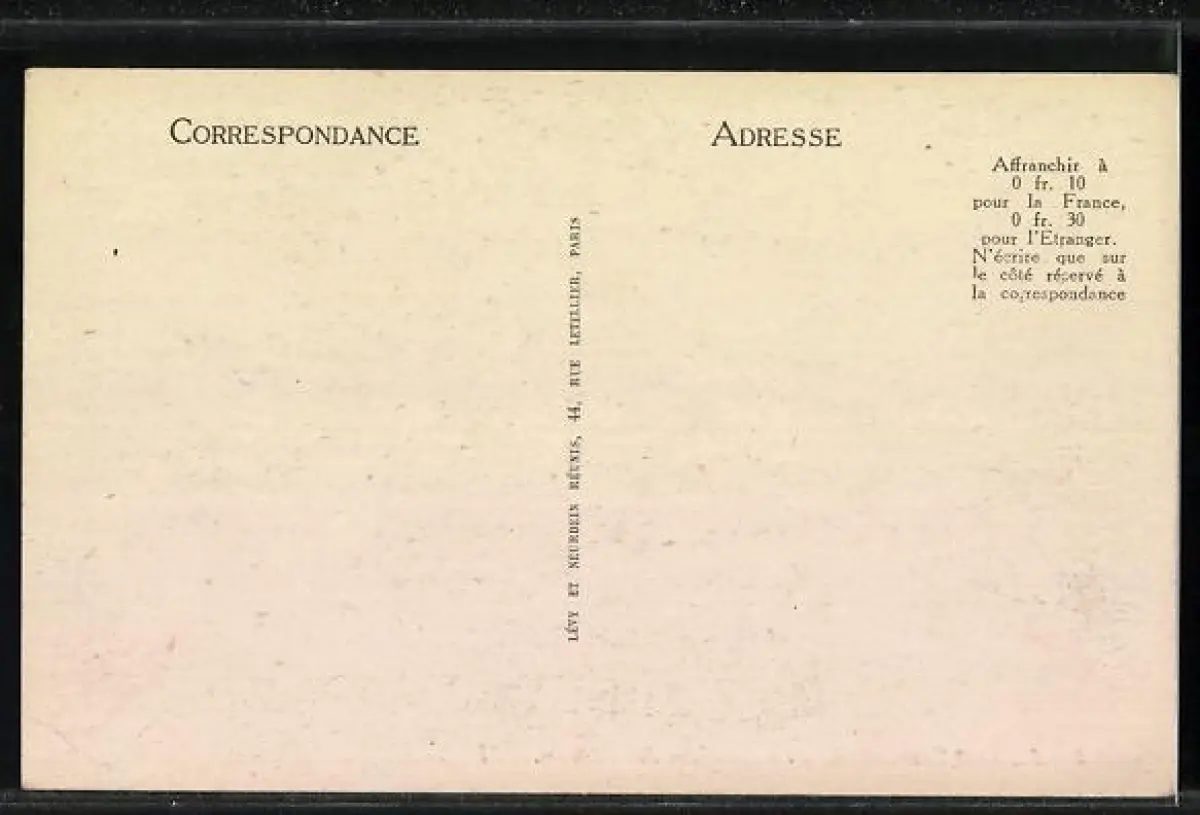 CORRESPONDANCE
ADRESSE
Affranchir à
0 fr. 10
pour la France,
0 fr. 30
pour l'Etranger.
N'écrire que sur
le côté réservé à
la correspondance
LÉVY ET NEURDEIN RÉUNIS, 44, RUE LETELLIER, PARIS